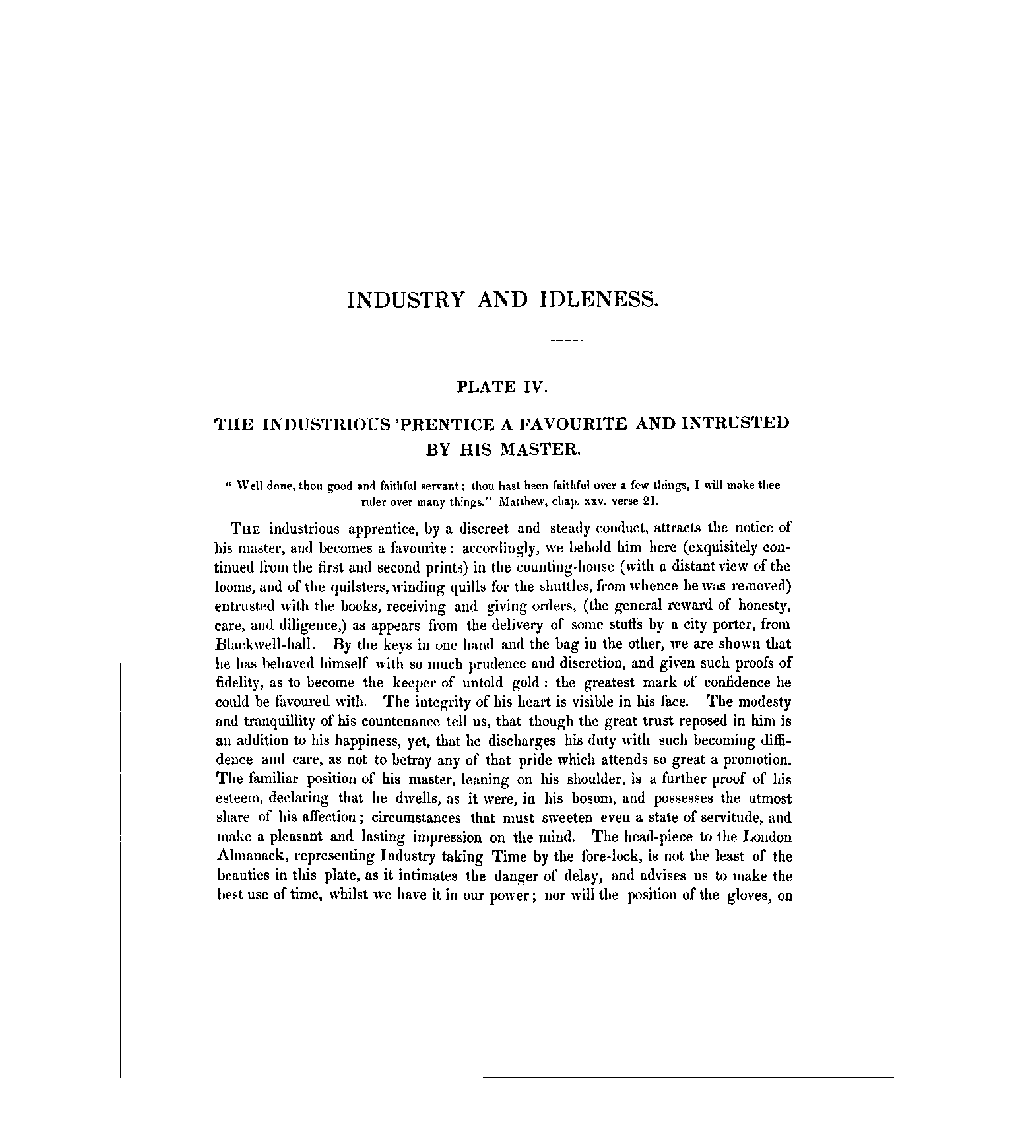 INDUSTRY AND IDLENESS.
PLATE IV.
THE INDUSTRIOUS 'PRENTICE A FAVOURITE AND INTRUSTED
BY HIS MASTER.
" Well done, thou good and faithful servant; thou hast been faithful over a few things, I will make thee
ruler over many things." Matthew, chap. xxv. verse 21.
THE industrious apprentice, by a discreet and steady conduct, attracts the notice of
his master, and becomes a favourite: accordingly, we behold him here (exquisitely con-
tinued from the first and second prints) in the counting-house (with a distant view of the
looms, and of the quilsters, winding quills for the shuttles, from whence he was removed)
entrusted with the books, receiving and giving orders, (the general reward of honesty,
care, and diligence,) as appears from the delivery of some stuffs by a city porter, from
Blackwell-hall. By the keys in one hand and the bag in the other, we are shown that
he has behaved himself with so much prudence and discretion, and given such proofs of
fidelity, as to become the keeper of untold gold: the greatest mark of confidence he
could be favoured with. The integrity of his heart is visible in his face. The modesty
and tranquillity of his countenance tell us, that though the great trust reposed in him is
an addition to his happiness, yet, that he discharges his duty with such becoming diffi-
dence and care, as not to betray any of that pride which attends so great a promotion.
The familiar position of his master, leaning on his shoulder, is a further proof of his
esteem, declaring that he dwells, as it were, in his bosom, and possesses the utmost
share of his affection; circumstances that must sweeten even a state of servitude, and
make a pleasant and lasting impression on the mind. The head-piece to the London
Almanack, representing Industry taking Time by the fore-lock, is not the least of the
beauties in this plate, as it intimates the danger of delay, and advises us to make the
best use of time, whilst we have it in our power; nor will the position of the gloves, on